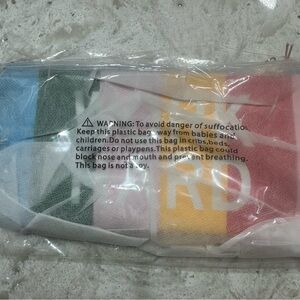 ⚠ WARNING: To avoid danger of suffocation
Keep this plastic bag away from babies and
children. Do not use this bag in cribs, beds,
carriages or playpens. This plastic bag could
block nose and mouth and prevent breathing.
This bag is not a toy.